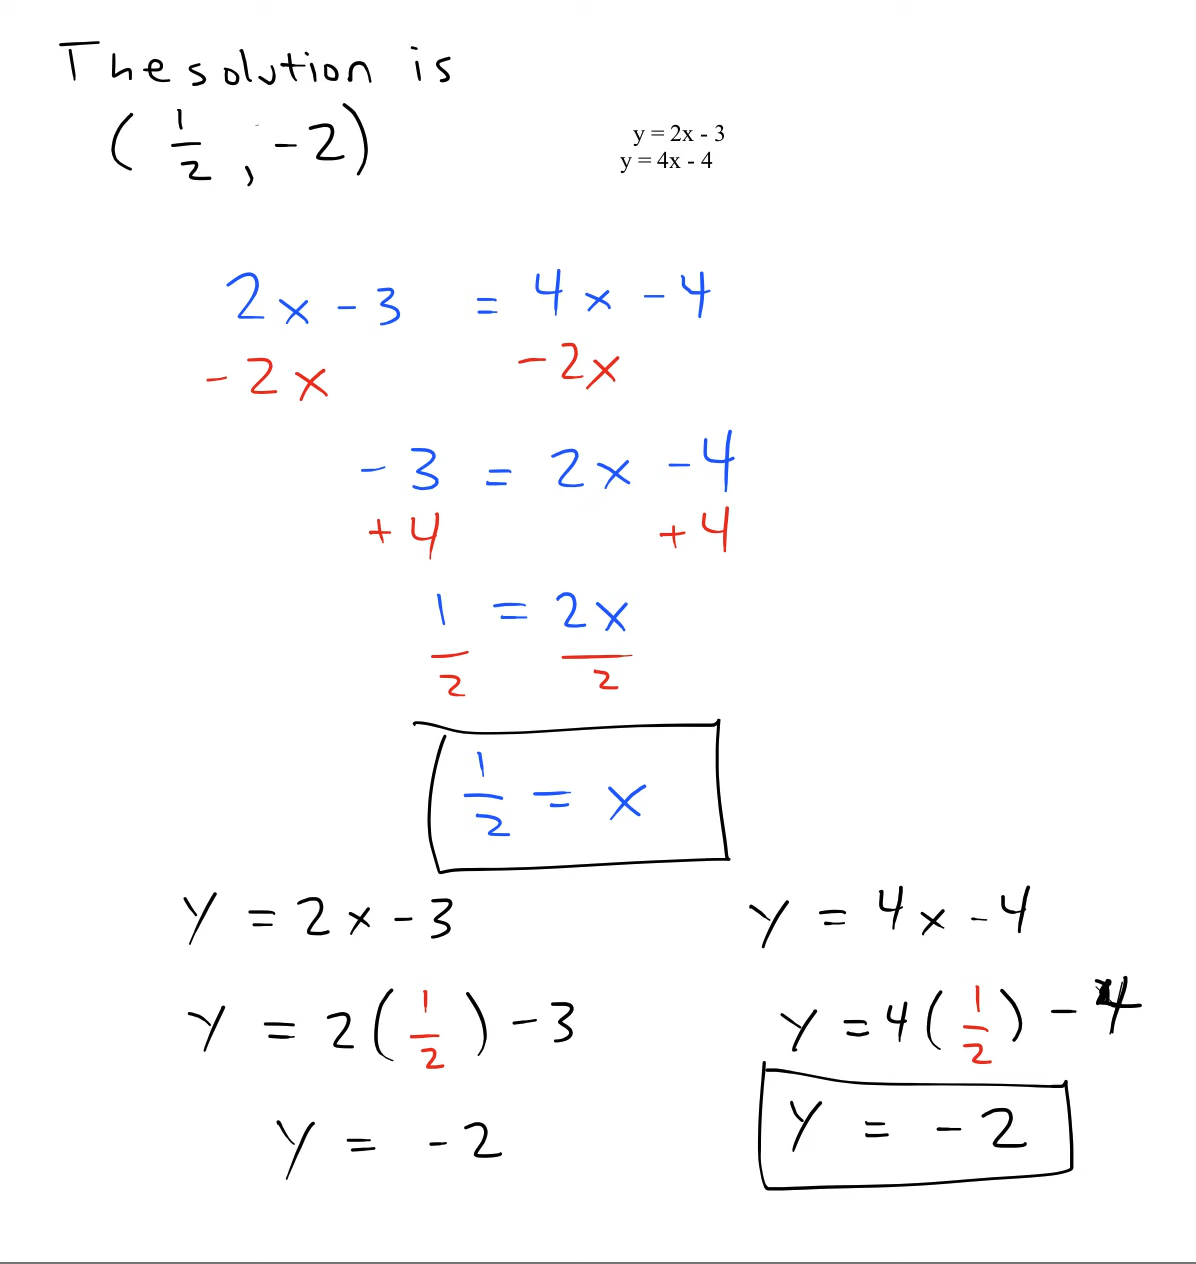 The solution is
(1/2, -2)
y = 2x - 3
y = 4x - 4
2x - 3 = 4x - 4
-2x -2x
-3 = 2x - 4
+4 +4
1/2 = 2x/2
1/2 = x
y = 2x - 3
y = 2(1/2) - 3
y = -2
y = 4x - 4
y = 4(1/2) - 4
y = -2